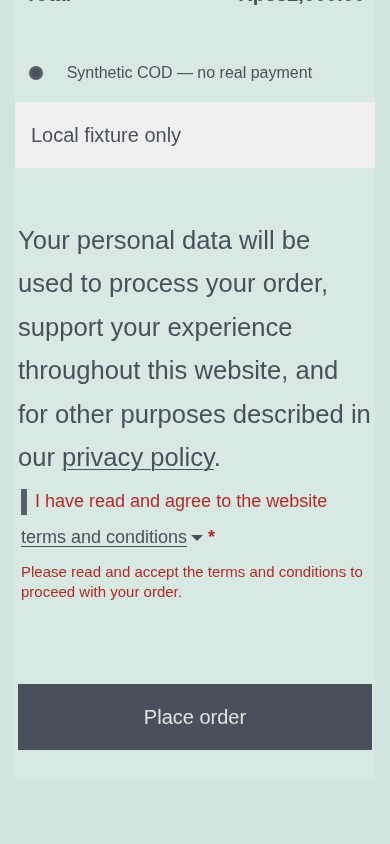 Synthetic COD — no real payment
Local fixture only
Your personal data will be
used to process your order,
support your experience
throughout this website, and
for other purposes described in
our privacy policy.
I have read and agree to the website
terms and conditions *
Please read and accept the terms and conditions to
proceed with your order.
Place order